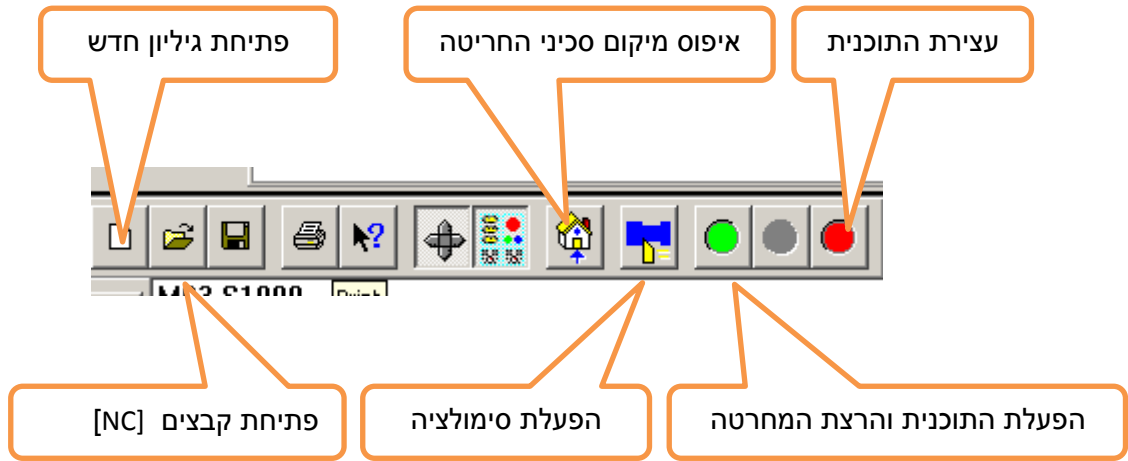 פתיחת גיליון חדש
איפוס מיקום סכיני החריטה
עצירת התוכנית
?
פתיחת קבצים [NC]
הפעלת סימולציה
הפעלת התוכנית והרצת המחרטה